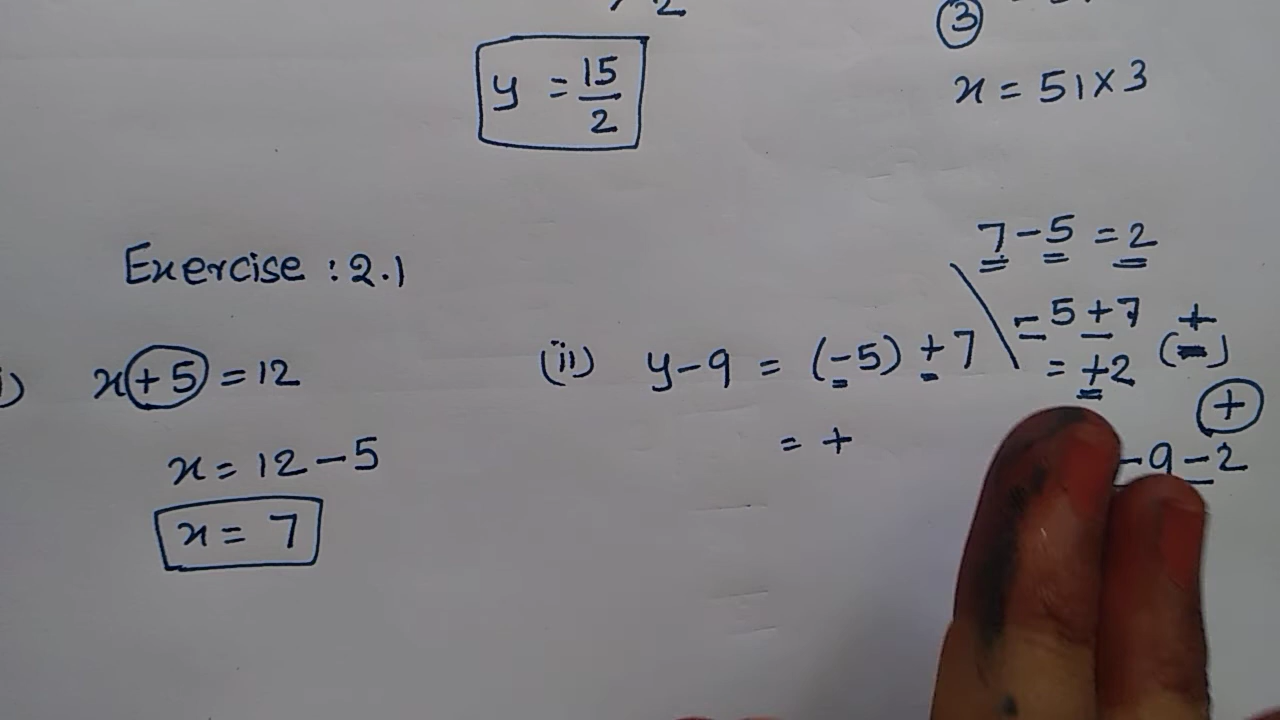 2
y = 15/2
3
x = 51 × 3
Exercise : 2.1
i) x + 5 = 12
x = 12 - 5
x = 7
(ii) y - 9 = (-5) + 7
= +
7 - 5 = 2
- 5 + 7
= + 2
+
(-)
+
- 9 - 2